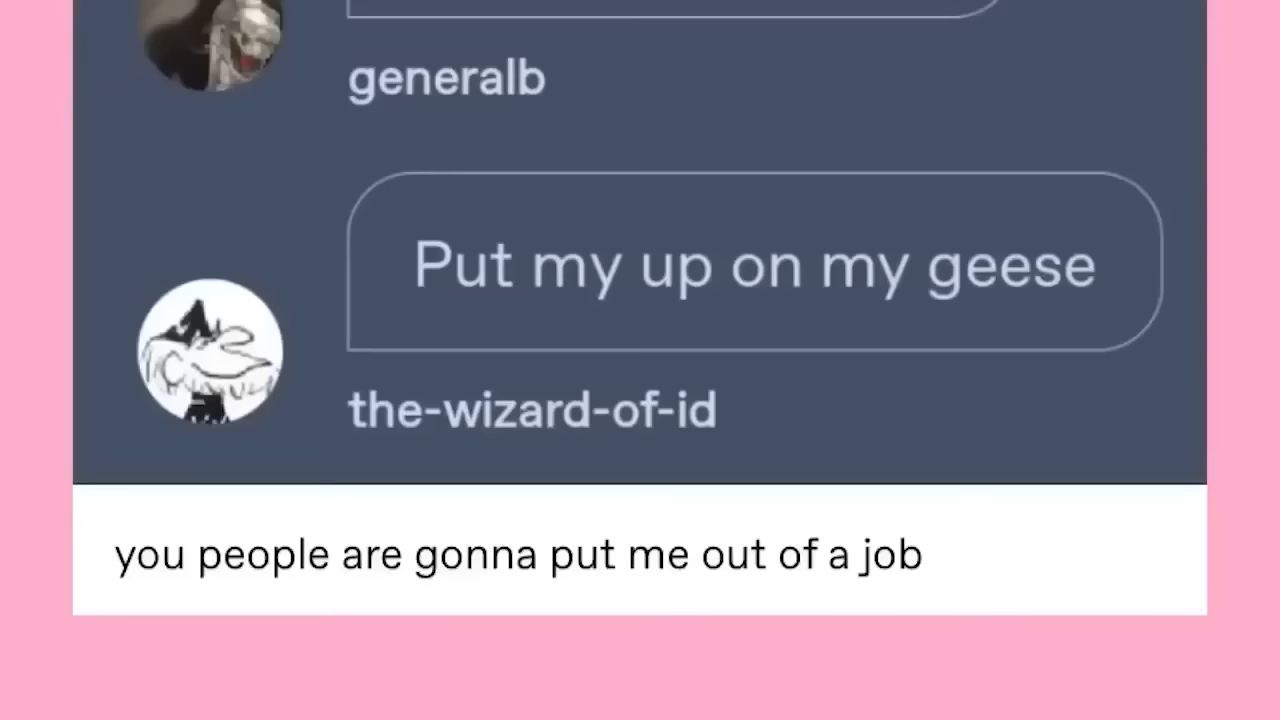 generalb
Put my up on my geese
the-wizard-of-id
you people are gonna put me out of a job